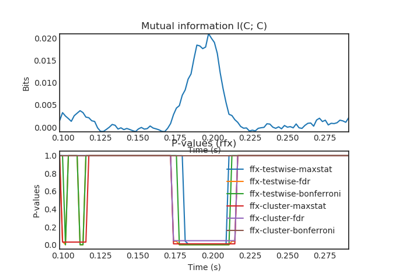 Mutual information I(C; C)
0.020
0.015
0.010
0.005
0.000
Bits
0.100 0.125 0.150 0.175 0.200 0.225 0.250 0.275
Time (s)
P-values (rfx)
1.0
0.8
0.6
0.4
0.2
0.0
P-values
ffx-testwise-maxstat
ffx-testwise-fdr
ffx-testwise-bonferroni
ffx-cluster-maxstat
ffx-cluster-fdr
ffx-cluster-bonferroni
0.100 0.125 0.150 0.175 0.200 0.225 0.250 0.275
Time (s)